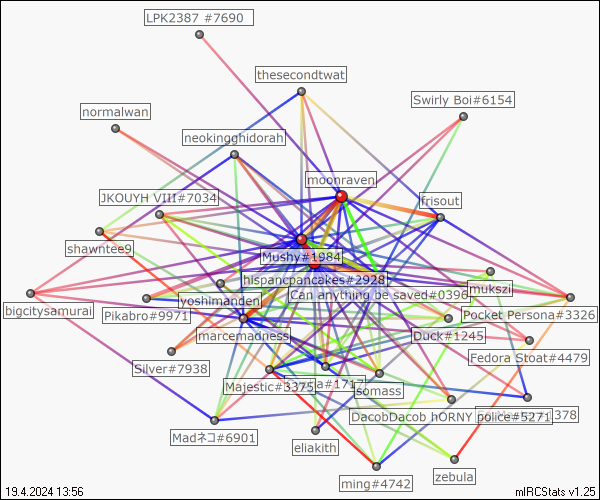 LPK2387 #7690
thesecondtwat
Swirly Boi#6154
normalwan
neokingghidorah
moonraven
JKOUYH VIII#7034
frisout
shawntee9
Mushy#1984
hispancpancakes#2928
mukszi
Can anything be saved#0396
yoshimanden
bigcitysamurai
Pikabro#9971
Pocket Persona#3326
marcemadness
Duck#1245
Fedora Stoat#4479
Silver#7938
Majestic#3375
a#1717
somass
DacobDacob hORNY
police#5271
378
Madネコ#6901
eliakith
ming#4742
zebula
19.4.2024 13:56
mIRCStats v1.25